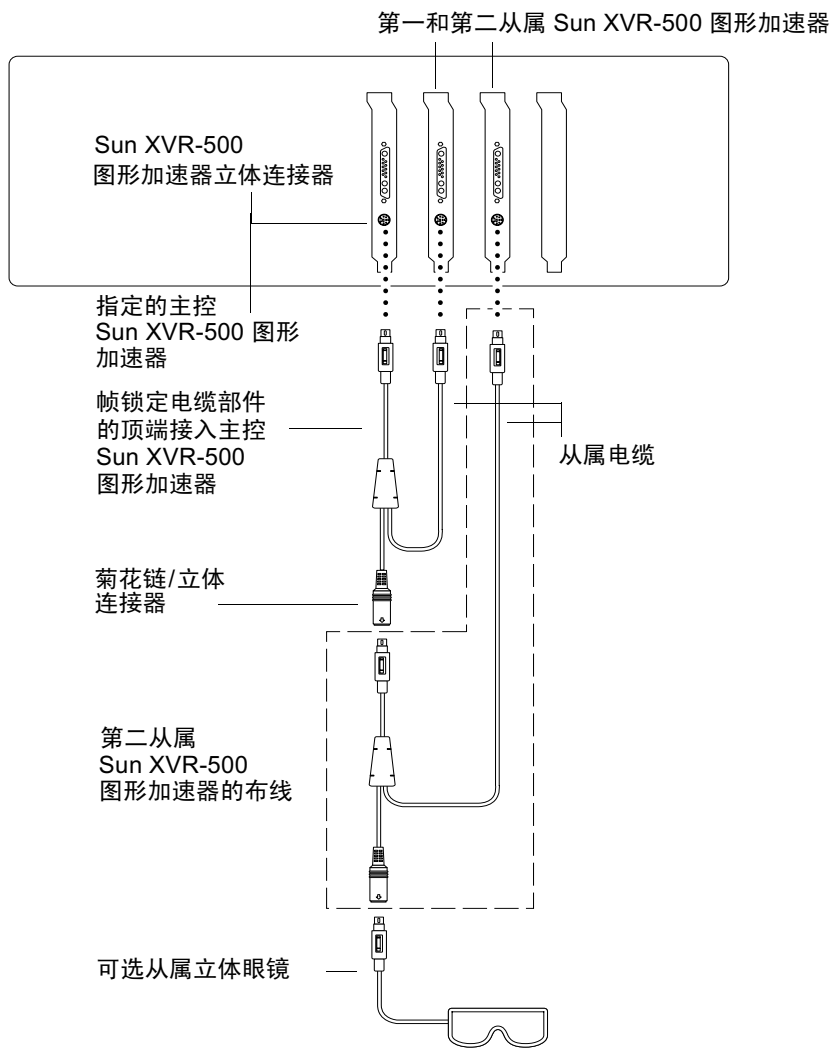 第一和第二从属 Sun XVR-500 图形加速器
Sun XVR-500
图形加速器立体连接器
指定的主控
Sun XVR-500 图形
加速器
帧锁定电缆部件
的顶端接入主控
Sun XVR-500
图形加速器
从属电缆
菊花链/立体
连接器
第二从属
Sun XVR-500
图形加速器的布线
可选从属立体眼镜